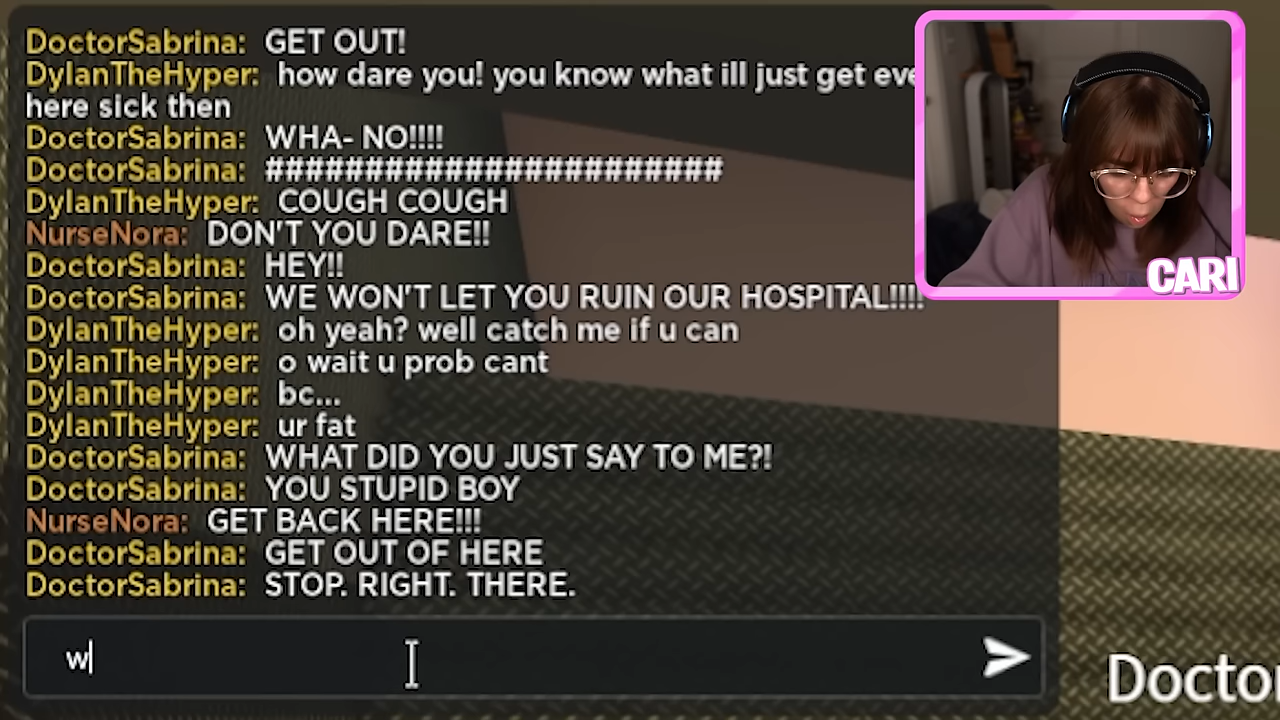 DoctorSabrina: GET OUT!
DylanTheHyper: how dare you! you know what ill just get
here sick then
DoctorSabrina: WHA- NO!!!!
DoctorSabrina: #######################
DylanTheHyper: COUGH COUGH
NurseNora: DON'T YOU DARE!!
DoctorSabrina: HEY!!
DoctorSabrina: WE WON'T LET YOU RUIN OUR HOSPITAL!!!!
DylanTheHyper: oh yeah? well catch me if u can
DylanTheHyper: o wait u prob cant
DylanTheHyper: bc...
DylanTheHyper: ur fat
DoctorSabrina: WHAT DID YOU JUST SAY TO ME?!
DoctorSabrina: YOU STUPID BOY
NurseNora: GET BACK HERE!!!
DoctorSabrina: GET OUT OF HERE
DoctorSabrina: STOP. RIGHT. THERE.
w
CARI